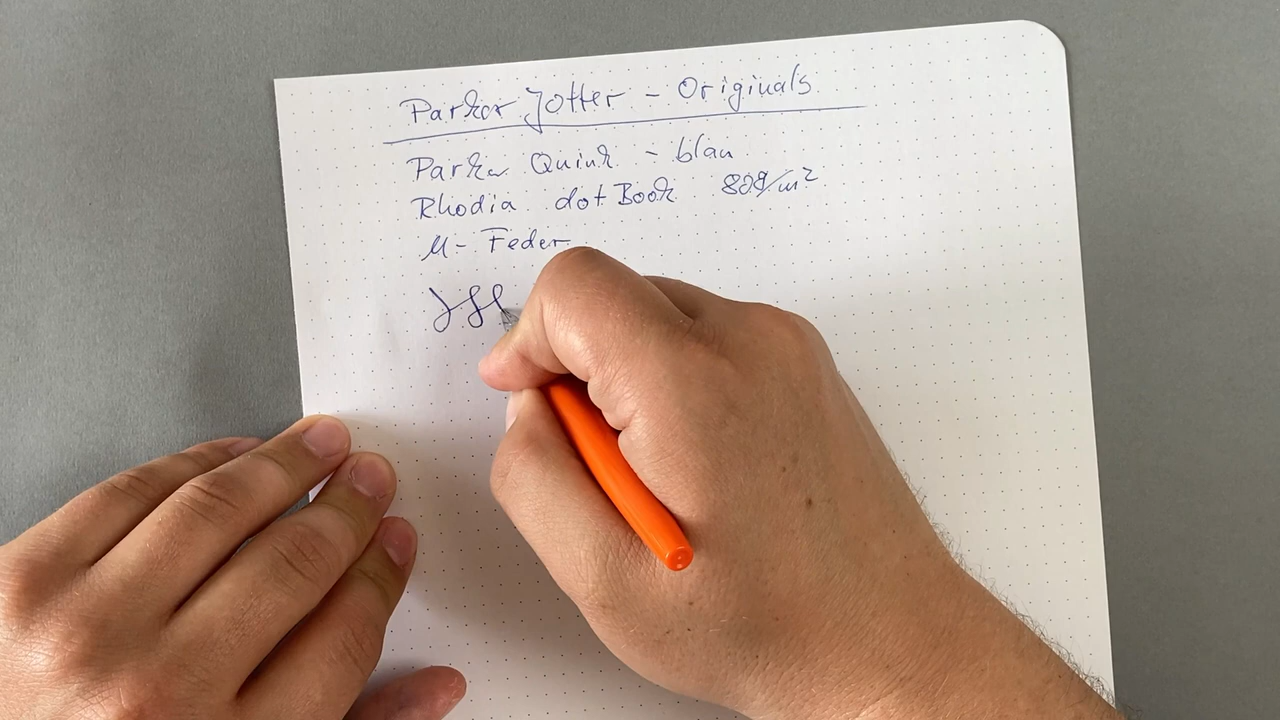 Parker Jotter - Originals
Parker Quink - blau
Rhodia dotBook 80g/m²
M- Feder